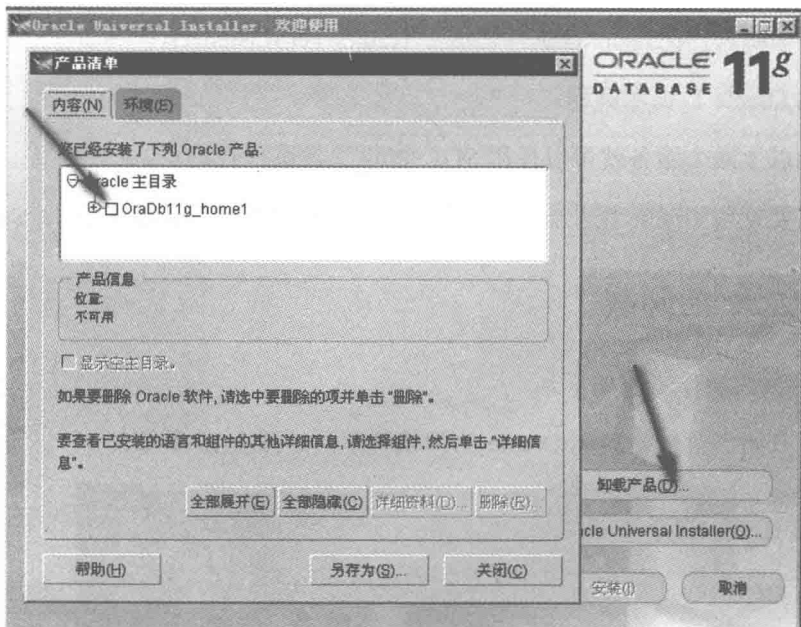 Oracle Universal Installer: 欢迎使用
产品清单
ORACLE 11g
DATABASE
内容(N) 环境(E)
您已经安装了下列 Oracle 产品:
Oracle 主目录
OraDb11g_home1
产品信息
位置:
不可用
显示空主目录。
如果要删除 Oracle 软件, 请选中要删除的项并单击 "删除"。
要查看已安装的语言和组件的其他详细信息, 请选择组件, 然后单击 "详细信
息"。
卸载产品(D)...
全部展开(E) 全部隐藏(C) 详细资料(D)... 删除(R)...
acle Universal Installer(O)...
帮助(H) 另存为(S)... 关闭(C)
安装(I) 取消